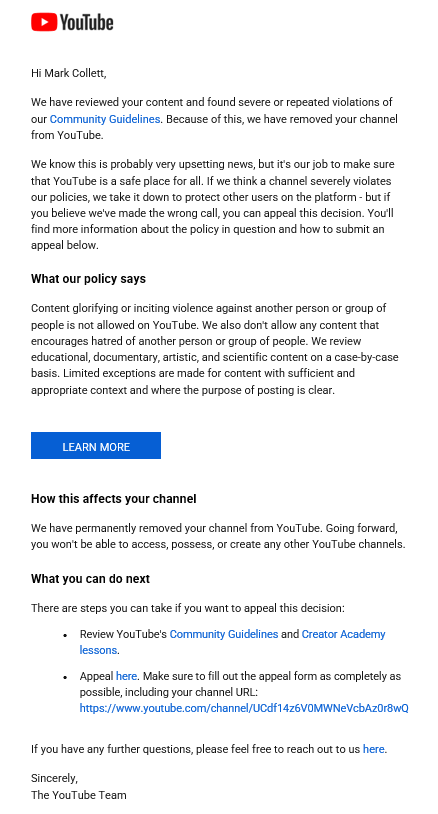 YouTube
Hi Mark Collett,
We have reviewed your content and found severe or repeated violations of
our Community Guidelines. Because of this, we have removed your channel
from YouTube.
We know this is probably very upsetting news, but it's our job to make sure
that YouTube is a safe place for all. If we think a channel severely violates
our policies, we take it down to protect other users on the platform - but if
you believe we've made the wrong call, you can appeal this decision. You'll
find more information about the policy in question and how to submit an
appeal below.
What our policy says
Content glorifying or inciting violence against another person or group of
people is not allowed on YouTube. We also don't allow any content that
encourages hatred of another person or group of people. We review
educational, documentary, artistic, and scientific content on a case-by-case
basis. Limited exceptions are made for content with sufficient and
appropriate context and where the purpose of posting is clear.
LEARN MORE
How this affects your channel
We have permanently removed your channel from YouTube. Going forward,
you won't be able to access, possess, or create any other YouTube channels.
What you can do next
There are steps you can take if you want to appeal this decision:
• Review YouTube's Community Guidelines and Creator Academy
lessons.
• Appeal here. Make sure to fill out the appeal form as completely as
possible, including your channel URL:
https://www.youtube.com/channel/UCdf14z6V0MWNeVcbAz0r8wQ
If you have any further questions, please feel free to reach out to us here.
Sincerely,
The YouTube Team